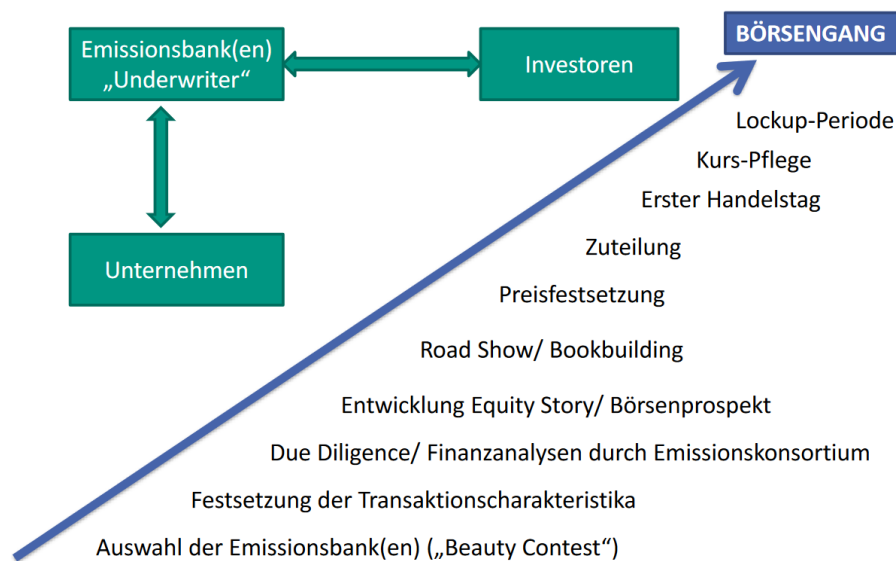 Emissionsbank(en)
„Underwriter“
Investoren
BÖRSENGANG
Unternehmen
Lockup-Periode
Kurs-Pflege
Erster Handelstag
Zuteilung
Preisfestsetzung
Road Show/ Bookbuilding
Entwicklung Equity Story/ Börsenprospekt
Due Diligence/ Finanzanalysen durch Emissionskonsortium
Festsetzung der Transaktionscharakteristika
Auswahl der Emissionsbank(en) („Beauty Contest“)